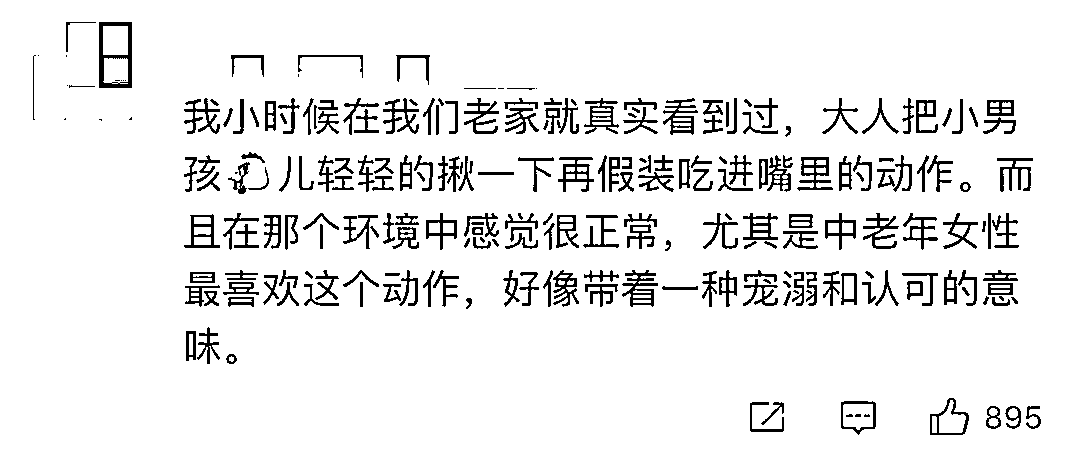 我小时候在我们老家就真实看到过，大人把小男
孩🐔儿轻轻的揪一下再假装吃进嘴里的动作。而
且在那个环境中感觉很正常，尤其是中老年女性
最喜欢这个动作，好像带着一种宠溺和认可的意
味。
895